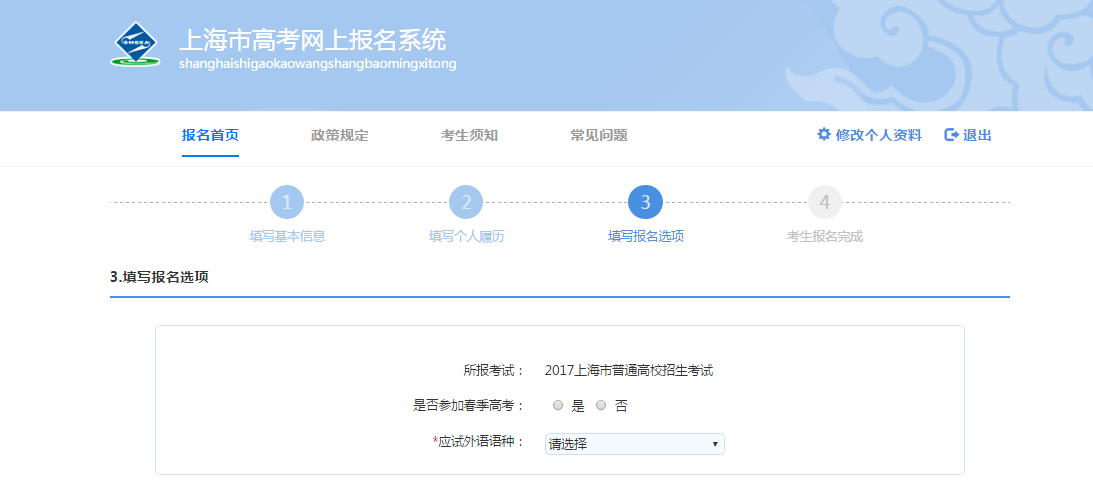 SMEEA
上海市高考网上报名系统
shanghaishigaokaowangshangbaomingxitong
报名首页 政策规定 考生须知 常见问题 修改个人资料 退出
1 2 3 4
填写基本信息 填写个人履历 填写报名选项 考生报名完成
3.填写报名选项
所报考试： 2017上海市普通高校招生考试
是否参加春季高考： 是 否
*应试外语语种： 请选择